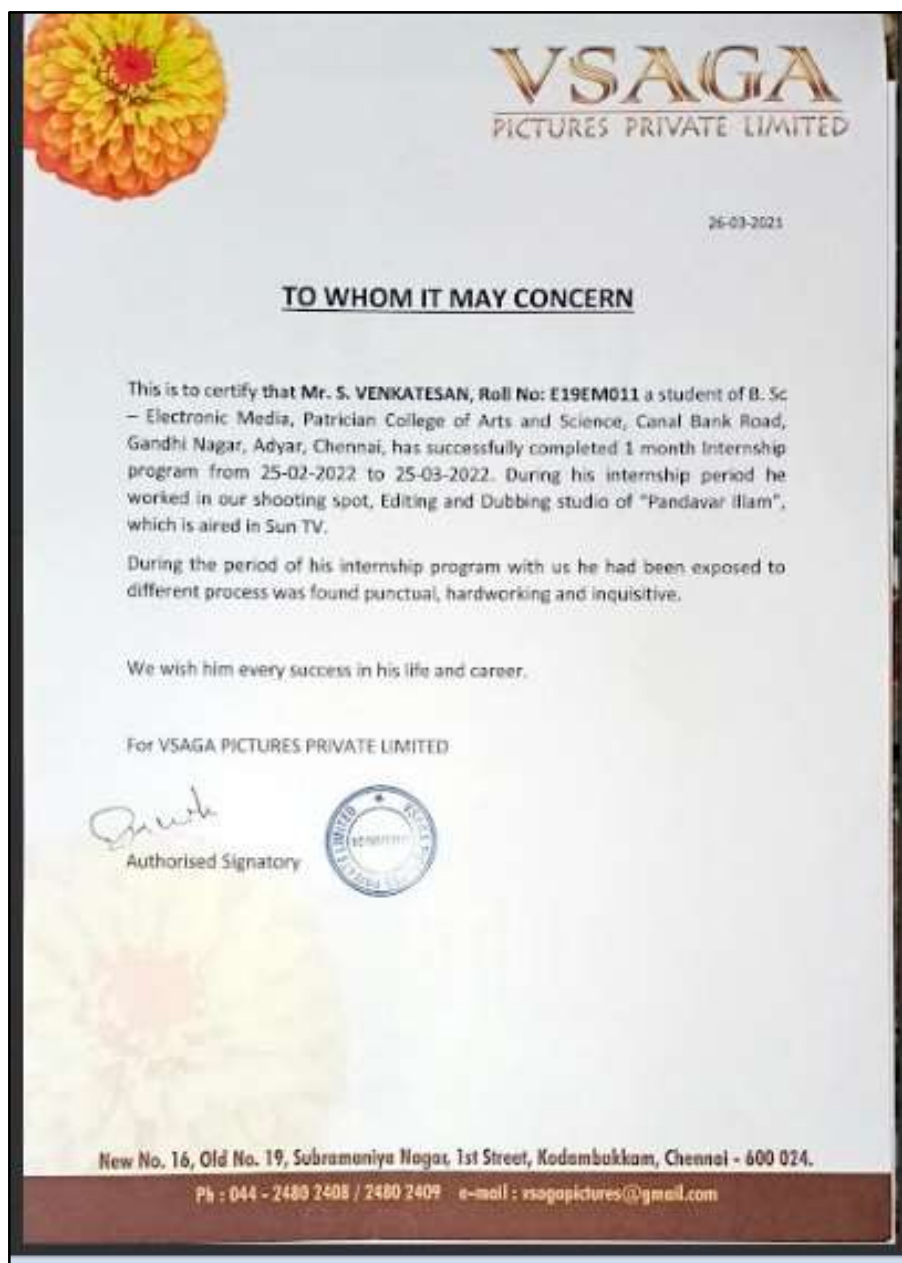 VSAGA
PICTURES PRIVATE LIMITED
26-03-2021
TO WHOM IT MAY CONCERN
This is to certify that Mr. S. VENKATESAN, Roll No: E19EM011 a student of B. Sc
– Electronic Media, Patrician College of Arts and Science, Canal Bank Road,
Gandhi Nagar, Adyar, Chennai, has successfully completed 1 month Internship
program from 25-02-2022 to 25-03-2022. During his internship period he
worked in our shooting spot, Editing and Dubbing studio of "Pandavar Illam",
which is aired in Sun TV.
During the period of his internship program with us he had been exposed to
different process was found punctual, hardworking and inquisitive.
We wish him every success in his life and career.
For VSAGA PICTURES PRIVATE LIMITED
Authorised Signatory
New No. 16, Old No. 19, Subramaniya Nagar, 1st Street, Kodambakkam, Chennai - 600 024.
Ph : 044 - 2480 2408 / 2480 2409 e-mail : vsagapictures@gmail.com